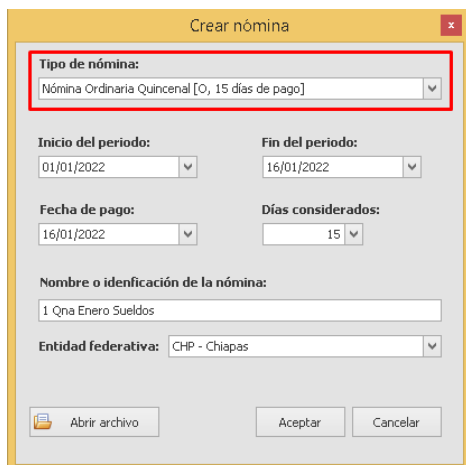 Crear nómina
x
Tipo de nómina:
Nómina Ordinaria Quincenal [O, 15 días de pago]
Inicio del periodo: Fin del periodo:
01/01/2022 16/01/2022
Fecha de pago: Días considerados:
16/01/2022 15
Nombre o idenficación de la nómina:
1 Qna Enero Sueldos
Entidad federativa: CHP - Chiapas
Abrir archivo Aceptar Cancelar